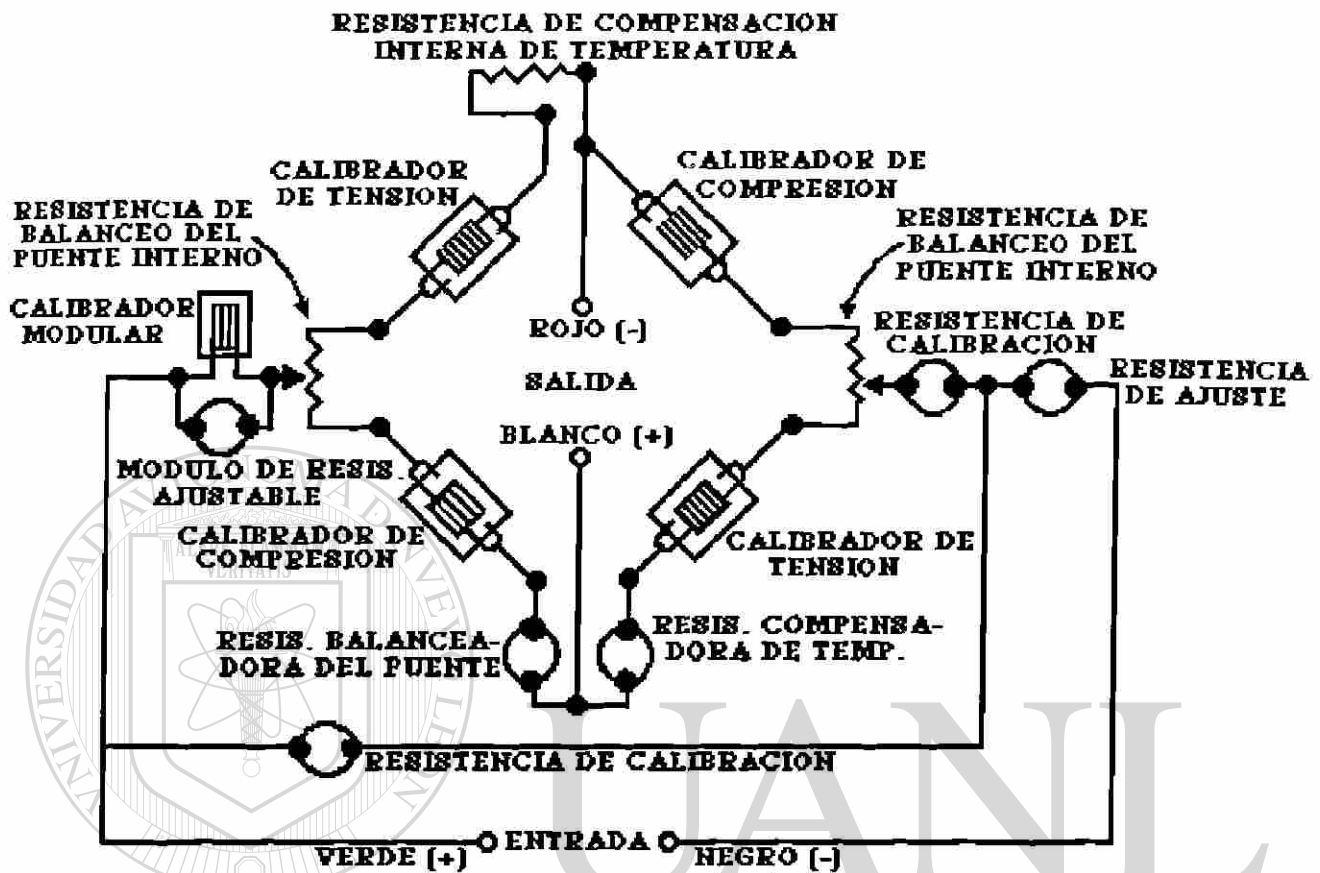 RESISTENCIA DE COMPENSACION
INTERNA DE TEMPERATURA
CALIBRADOR
DE TENSION
CALIBRADOR DE
COMPRESION
RESISTENCIA DE
BALANCEO DEL
PUENTE INTERNO
RESISTENCIA DE
BALANCEO DEL
PUENTE INTERNO
CALIBRADOR
MODULAR
ROJO (-)
RESISTENCIA DE
CALIBRACION
SALIDA
RESISTENCIA
DE AJUSTE
BLANCO (+)
MODULO DE RESIS.
AJUSTABLE
CALIBRADOR DE
COMPRESION
CALIBRADOR DE
TENSION
RESIS. BALANCEA-
DORA DEL PUENTE
RESIS. COMPENSA-
DORA DE TEMP.
RESISTENCIA DE CALIBRACION
VERDE (+)
ENTRADA
NEGRO (-)
UANL